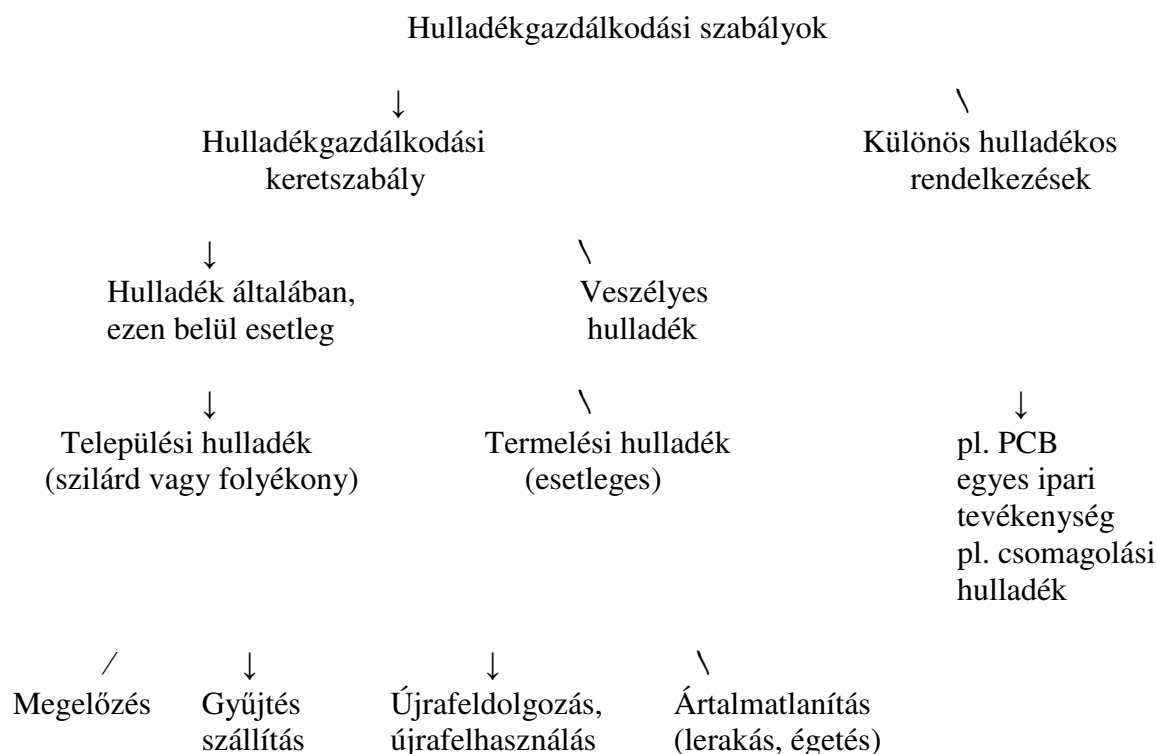 Hulladékgazdálkodási szabályok
↓ \
Hulladékgazdálkodási Különös hulladékos
keretszabály rendelkezések
↓ \
Hulladék általában, Veszélyes
ezen belül esetleg hulladék
↓ \ ↓
Települési hulladék Termelési hulladék pl. PCB
(szilárd vagy folyékony) (esetleges) egyes ipari
tevékenység
pl. csomagolási
hulladék
/ ↓ ↓ \
Megelőzés Gyűjtés Újrafeldolgozás, Ártalmatlanítás
szállítás újrafelhasználás (lerakás, égetés)